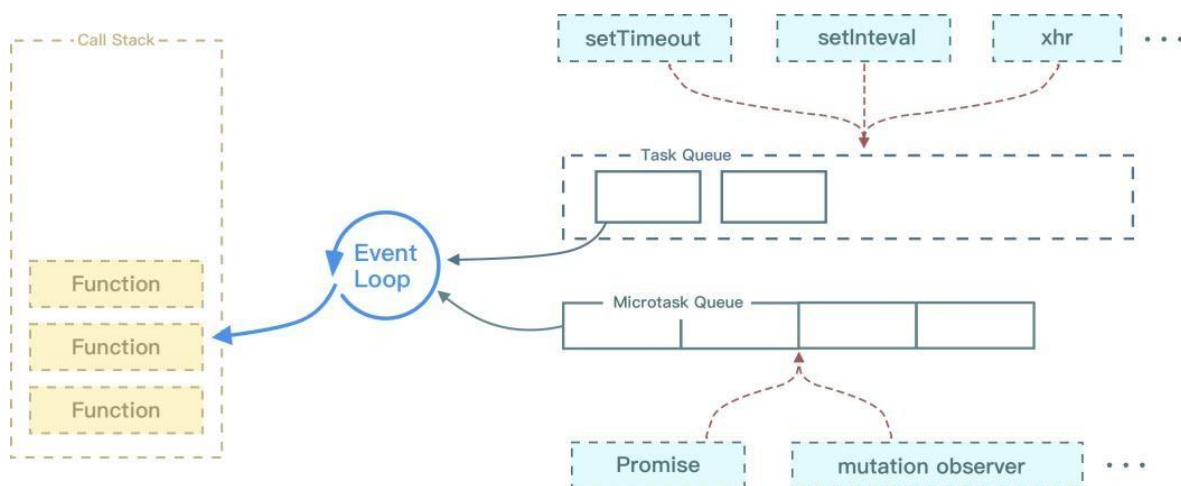 Call Stack
setTimeout
setInteval
xhr
...
Task Queue
Event
Loop
Function
Microtask Queue
Function
Function
Promise
mutation observer
...